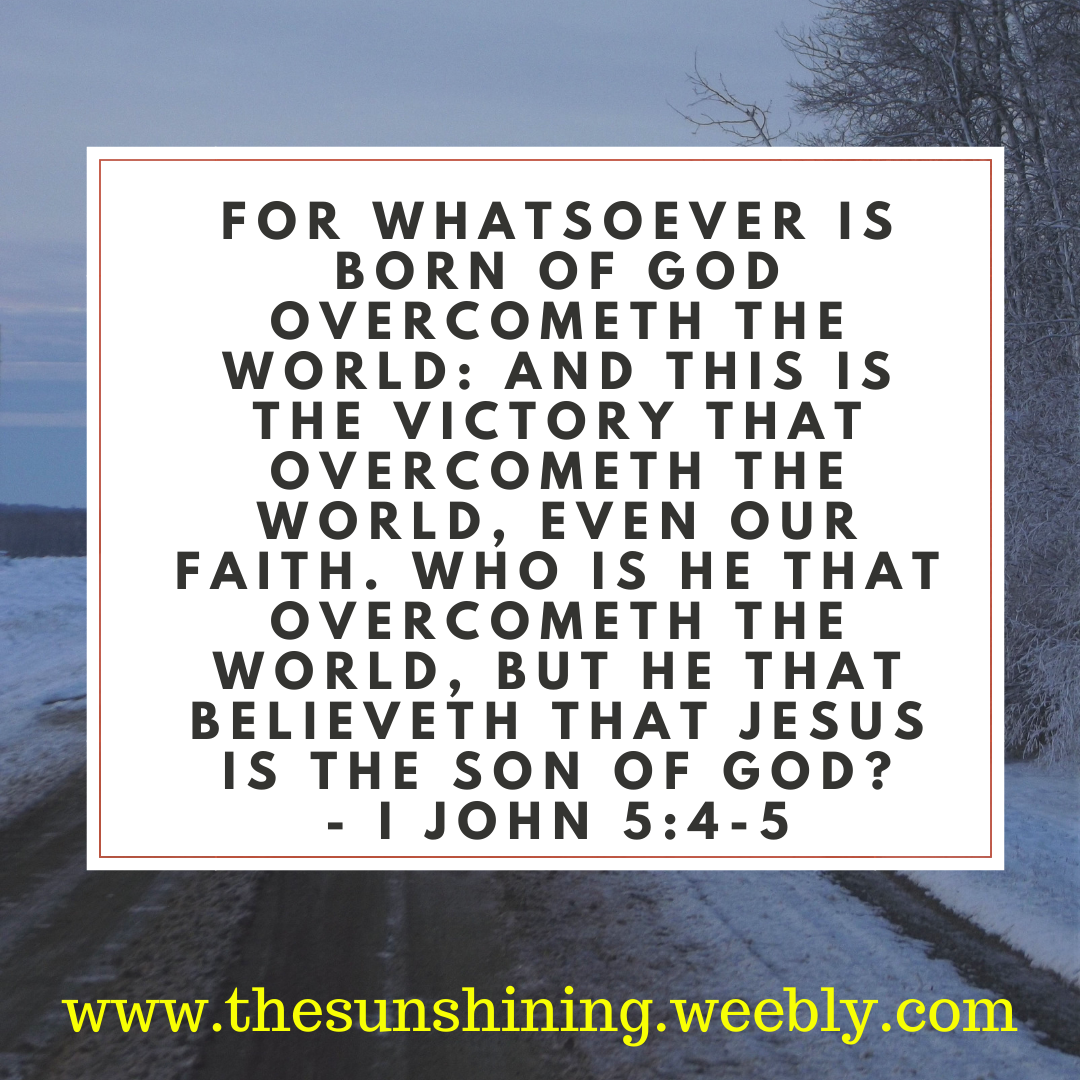 FOR WHATSOEVER IS
BORN OF GOD
OVERCOMETH THE
WORLD: AND THIS IS
THE VICTORY THAT
OVERCOMETH THE
WORLD, EVEN OUR
FAITH. WHO IS HE THAT
OVERCOMETH THE
WORLD, BUT HE THAT
BELIEVETH THAT JESUS
IS THE SON OF GOD?
- I JOHN 5:4-5
www.thesunshining.weebly.com